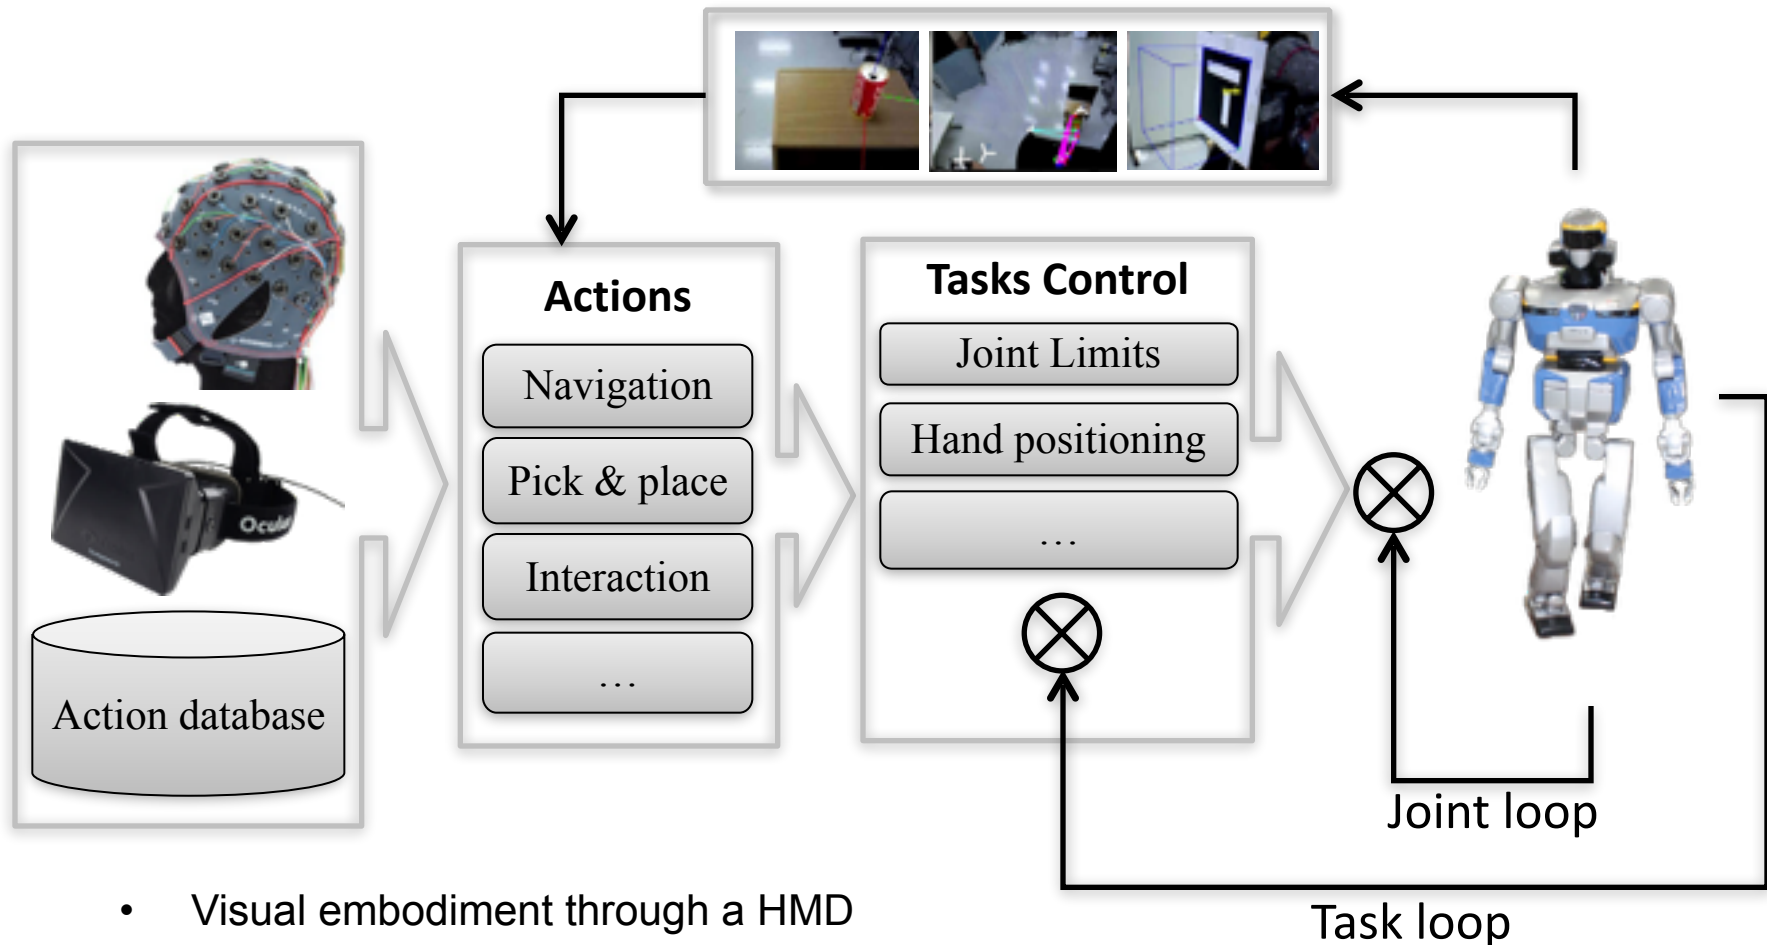 Actions
Navigation
Pick & place
Interaction
...
Tasks Control
Joint Limits
Hand positioning
...
Action database
Joint loop
Task loop
• Visual embodiment through a HMD